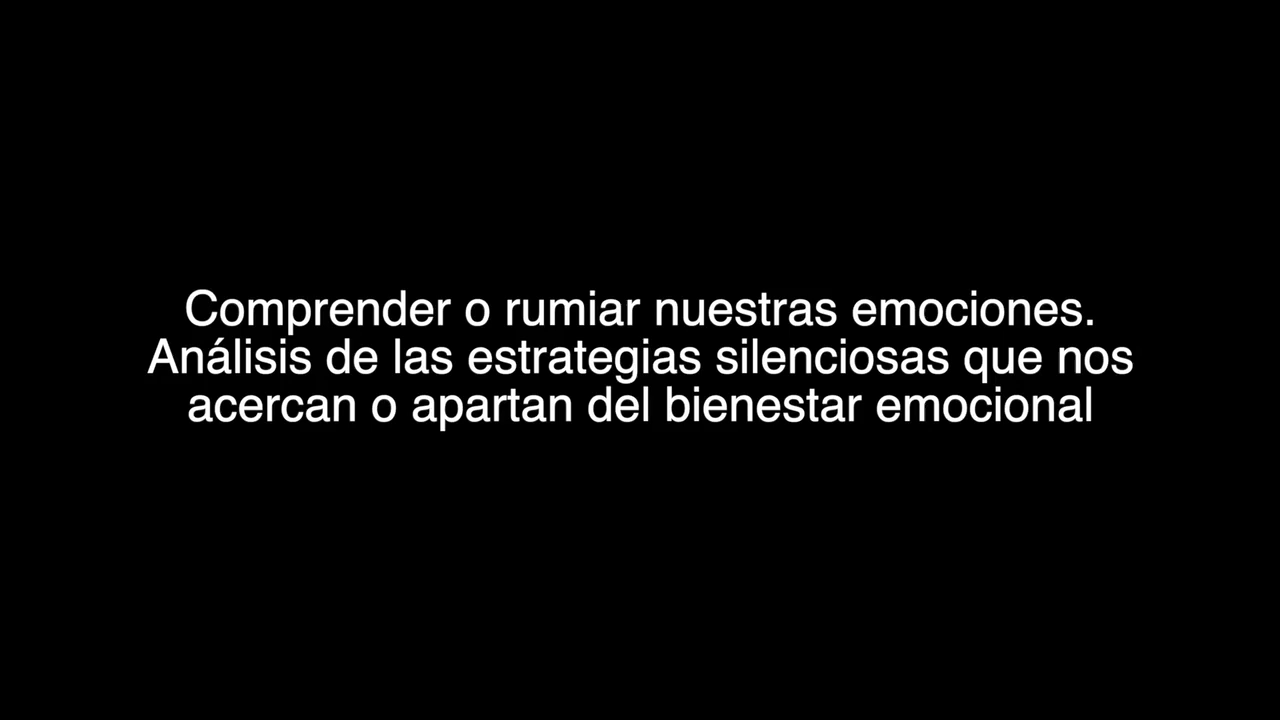 Comprender o rumiar nuestras emociones.
Análisis de las estrategias silenciosas que nos
acercan o apartan del bienestar emocional